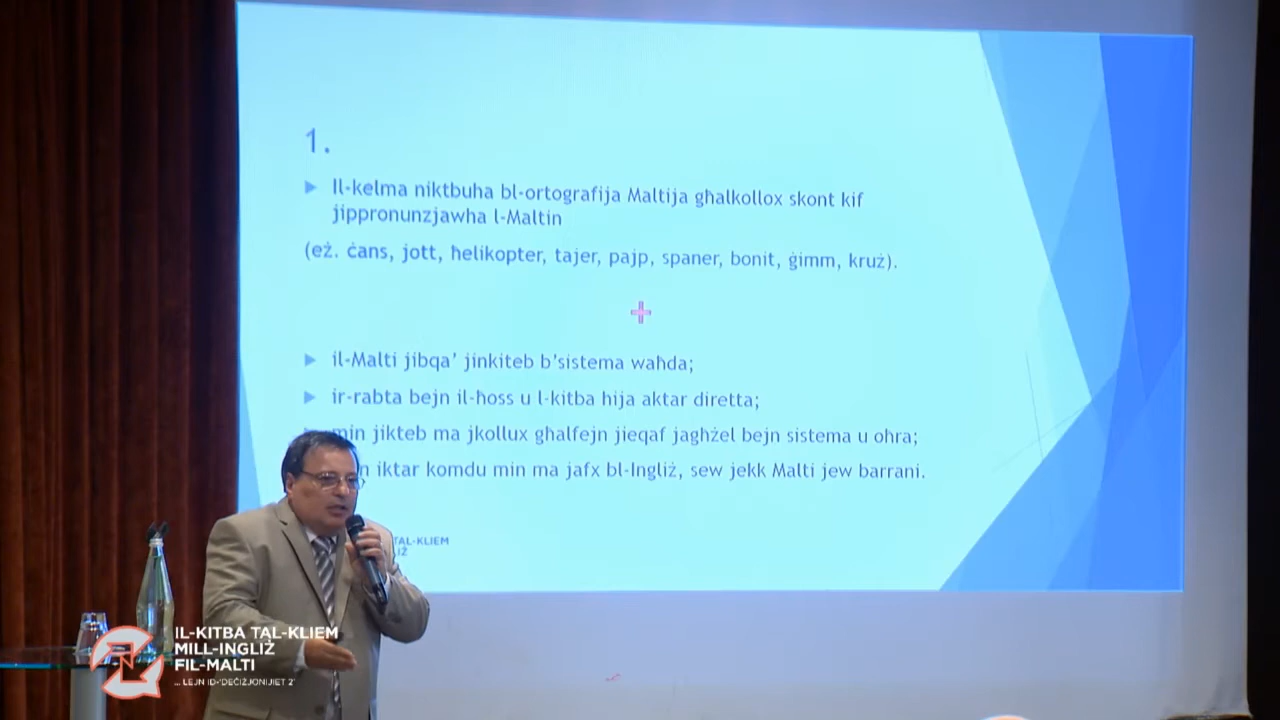 1.
Il-kelma niktbuha bl-ortografija Maltija għalkollox skont kif
jippronunzjawha l-Maltin
(eż. ċans, jott, ħelikopter, tajer, pajp, spaner, bonit, ġimm, kruż).
+
il-Malti jibqa' jinkiteb b'sistema waħda;
ir-rabta bejn il-ħoss u l-kitba hija aktar diretta;
min jikteb ma jkollux għalfejn jieqaf jagħżel bejn sistema u oħra;
iktar komdu min ma jafx bl-Ingliż, sew jekk Malti jew barrani.
TAL-KLIEM
IL-KITBA TAL-KLIEM
MILL-INGLIŻ
FIL-MALTI
... LEJN ID-'DEĊIŻJONIJIET 2'